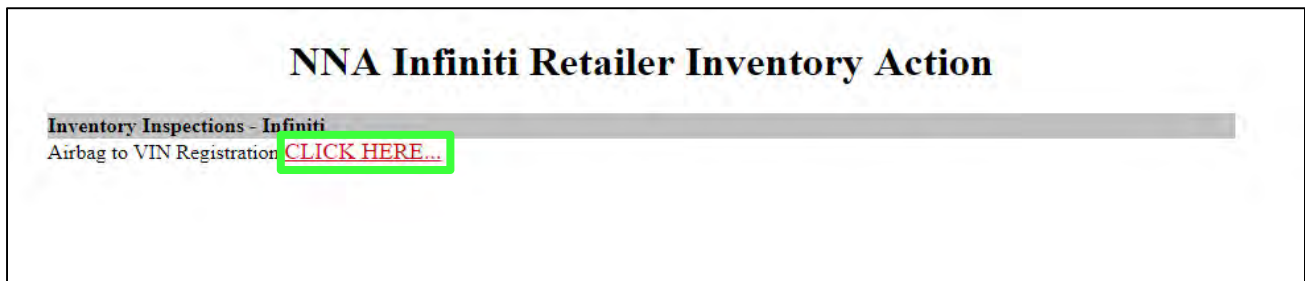 NNA Infiniti Retailer Inventory Action
Inventory Inspections - Infiniti
Airbag to VIN Registration CLICK HERE...